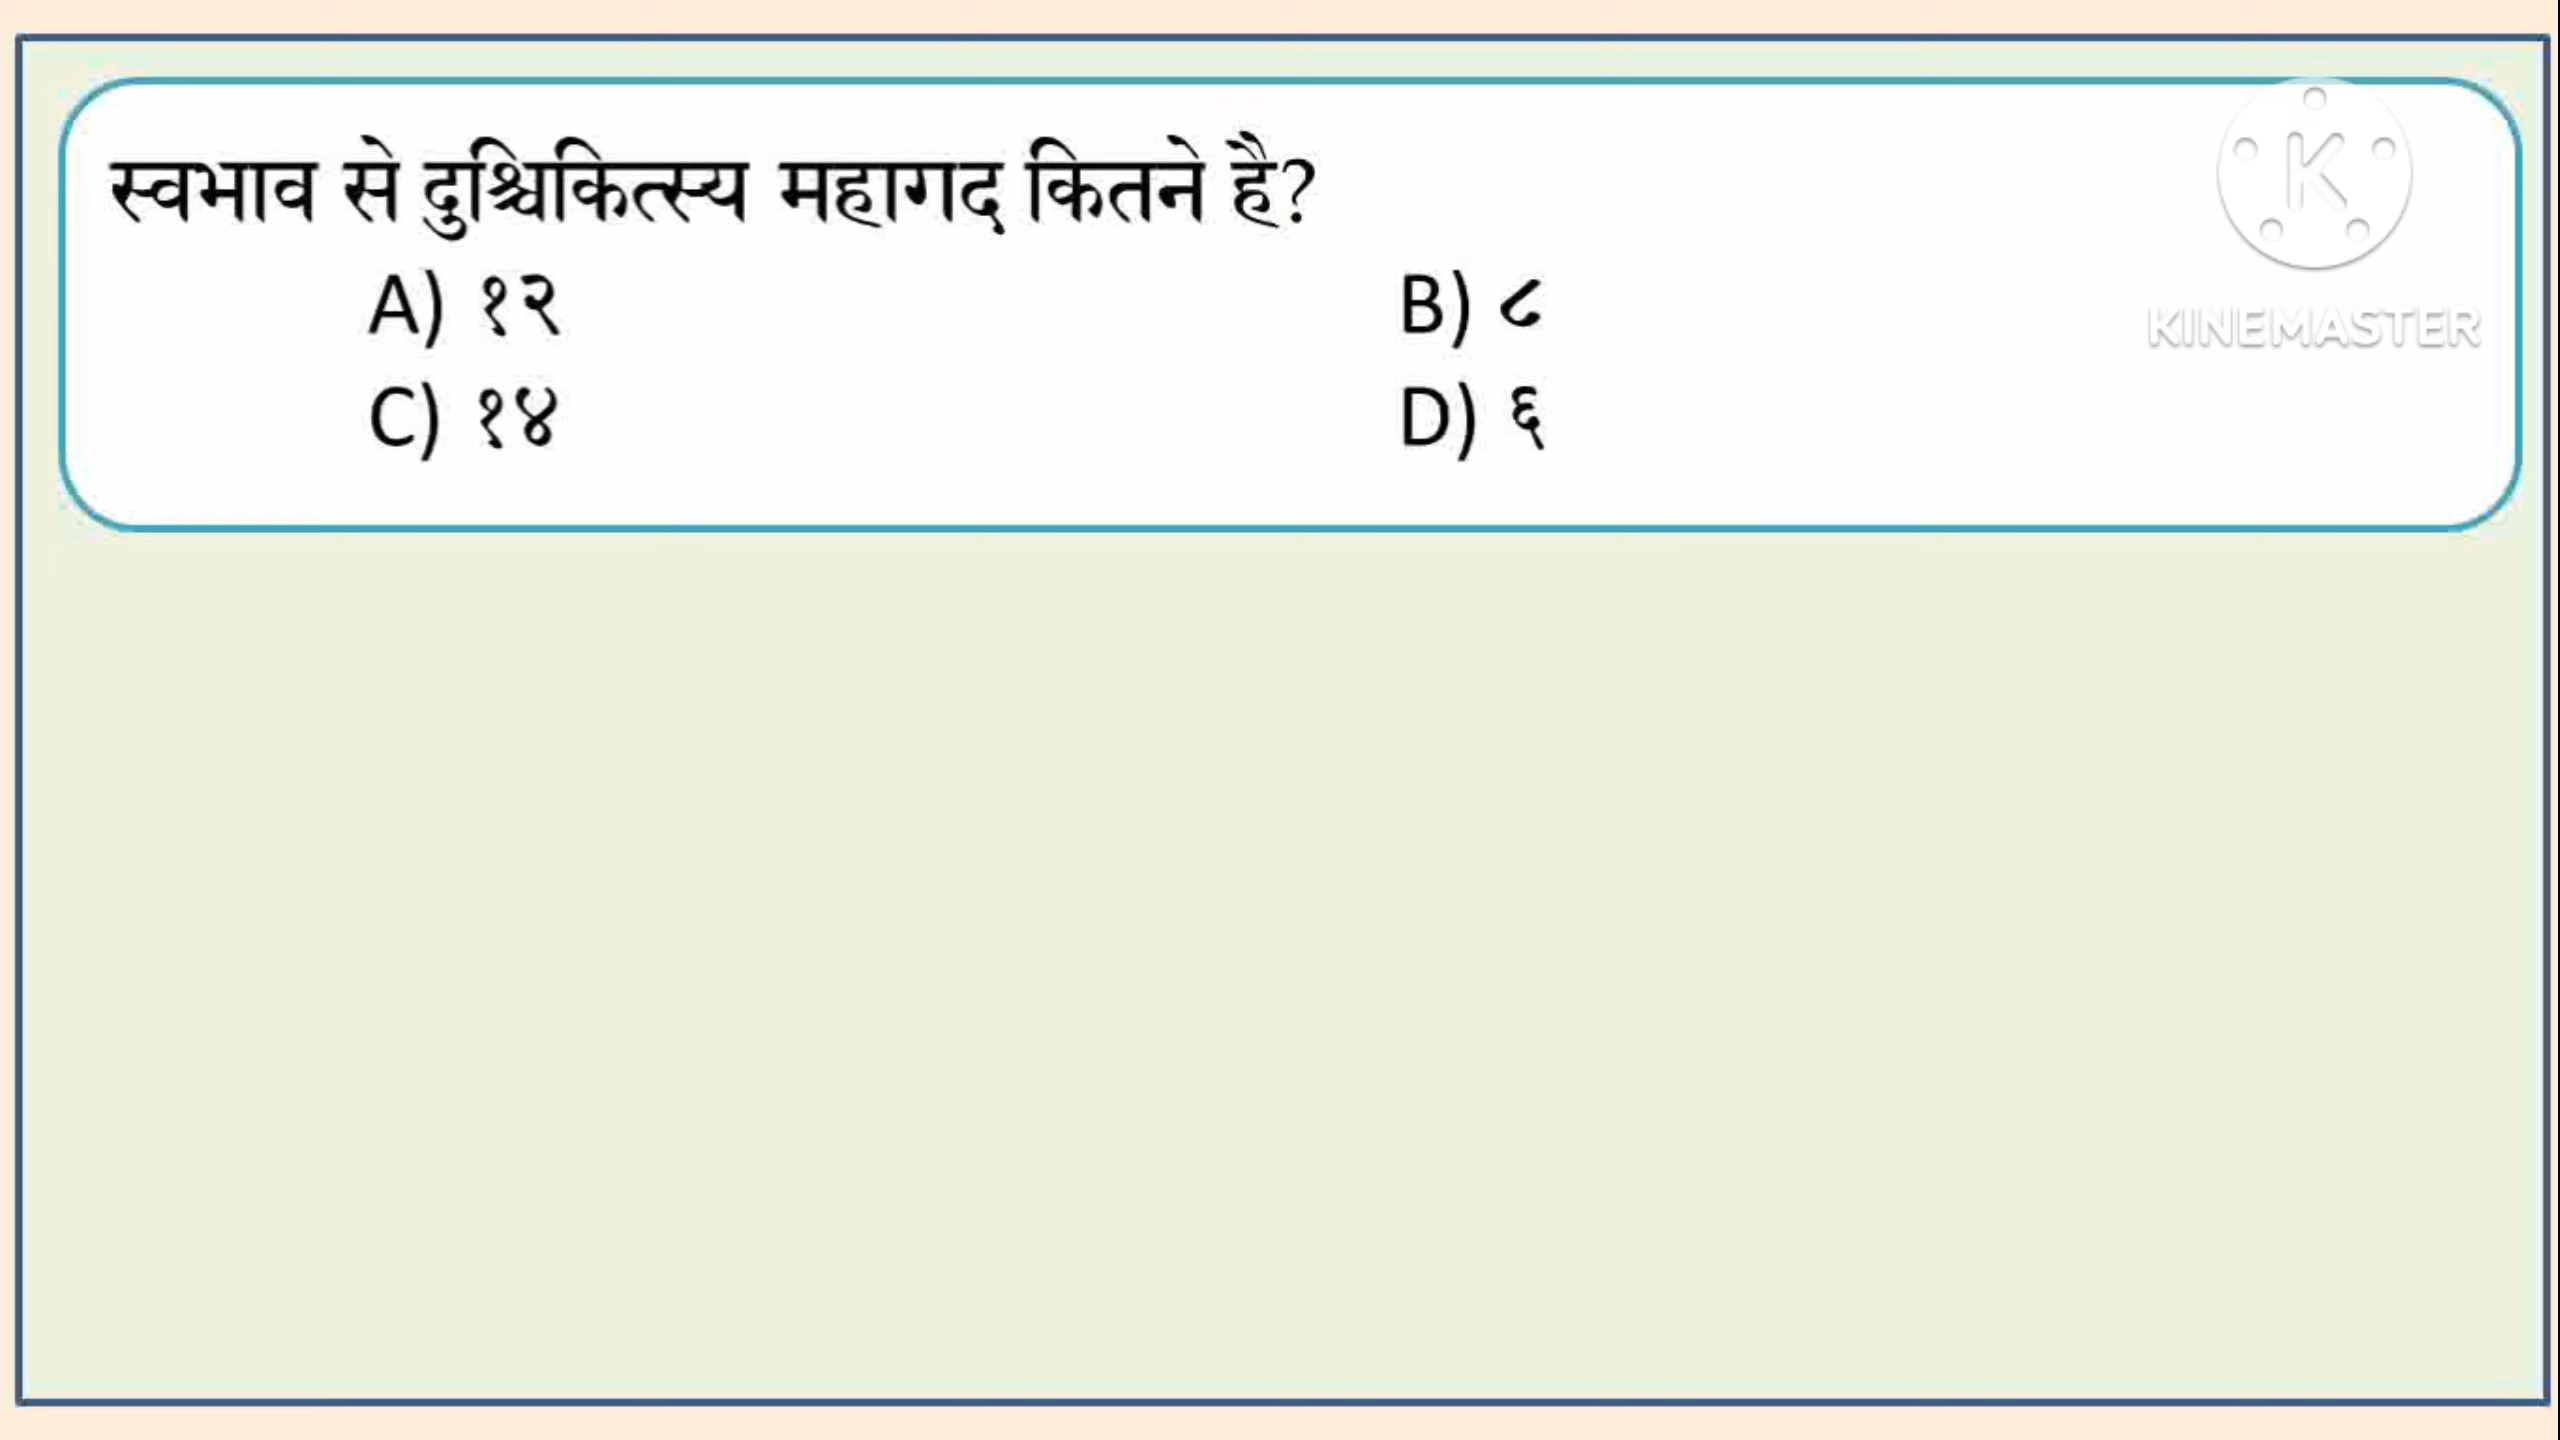 स्वभाव से दुश्चिकित्स्य महागद कितने है?
A) १२ B) ८
C) १४ D) ६
KINEMASTER